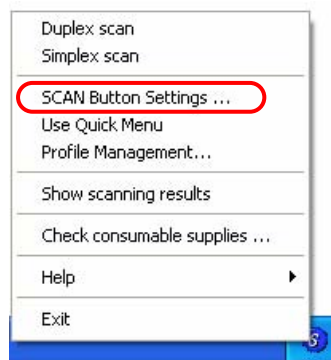 Duplex scan
Simplex scan
SCAN Button Settings ...
Use Quick Menu
Profile Management...
Show scanning results
Check consumable supplies ...
Help
Exit
S